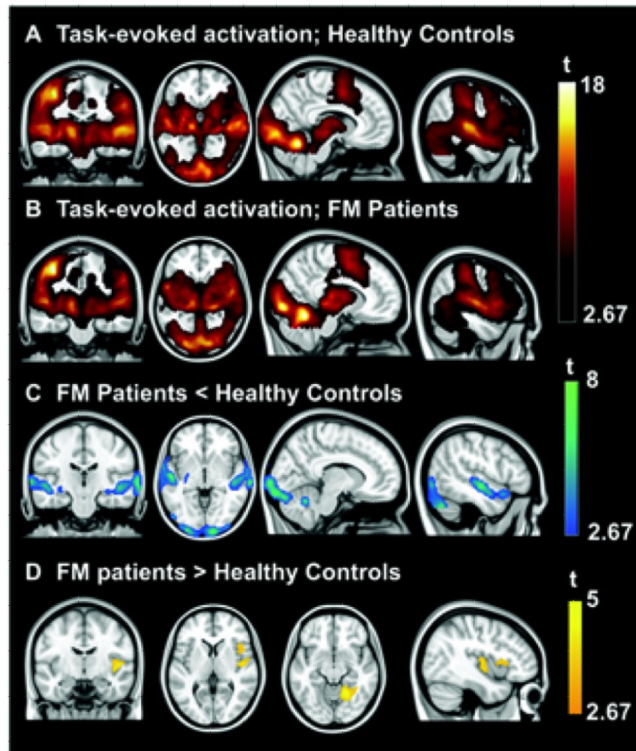 A Task-evoked activation; Healthy Controls
t
18
B Task-evoked activation; FM Patients
2.67
C FM Patients < Healthy Controls
t
8
2.67
D FM patients > Healthy Controls
t
5
2.67